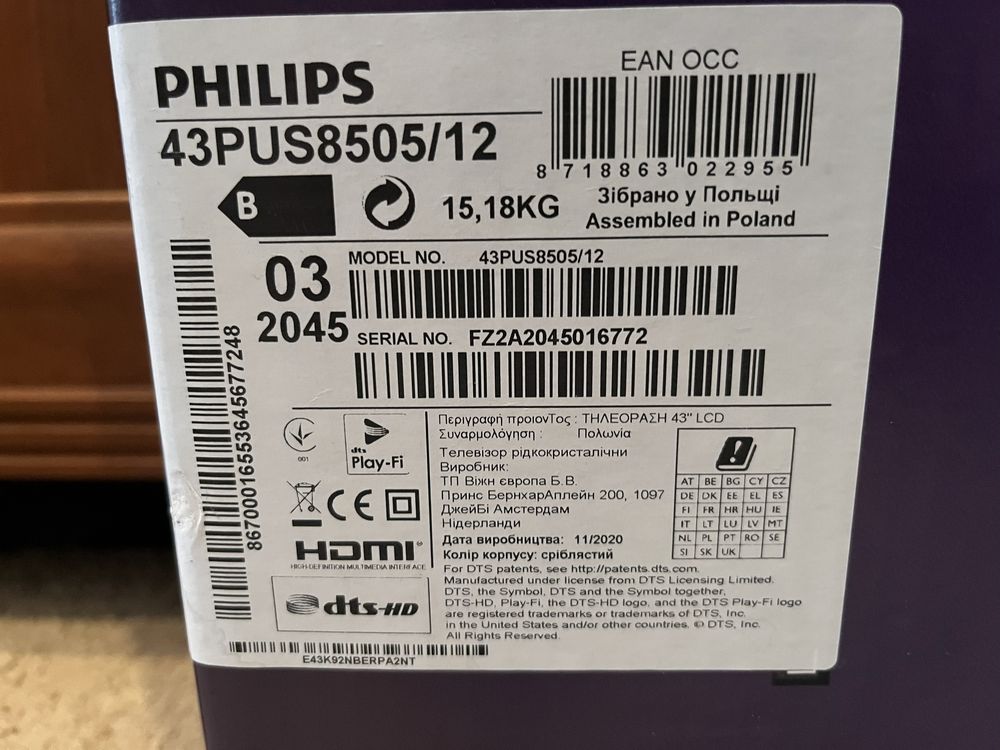 PHILIPS
43PUS8505/12
EAN OCC
8 718863 022955
B
15,18KG
Зібрано у Польщі
Assembled in Poland
03
2045
MODEL NO. 43PUS8505/12
SERIAL NO. FZ2A2045016772
86700016553645677248
001
dts
Play-Fi
CE
HDMI®
HIGH-DEFINITION MULTIMEDIA INTERFACE
dts-HD
Περιγραφή προιονΤος : ΤΗΛΕΟΡΑΣΗ 43" LCD
Συναρμολόγηση : Πολωνία
Телевізор рідкокристалічни
Виробник:
ТП Віжн європа Б.В.
Принс БернхарАплейн 200, 1097
ДжейБі Амстердам
Нідерланди
Дата виробництва: 11/2020
Колір корпусу: сріблястий
AT BE BG CY CZ
DE DK EE EL ES
FI FR HR HU IE
IT LT LU LV MT
NL PL PT RO SE
SI SK UK
For DTS patents, see http://patents.dts.com.
Manufactured under license from DTS Licensing Limited.
DTS, the Symbol, DTS and the Symbol together,
DTS-HD, Play-Fi, the DTS-HD logo, and the DTS Play-Fi logo
are registered trademarks or trademarks of DTS, Inc.
in the United States and/or other countries. © DTS, Inc.
All Rights Reserved.
E43K92NBERPA2NT